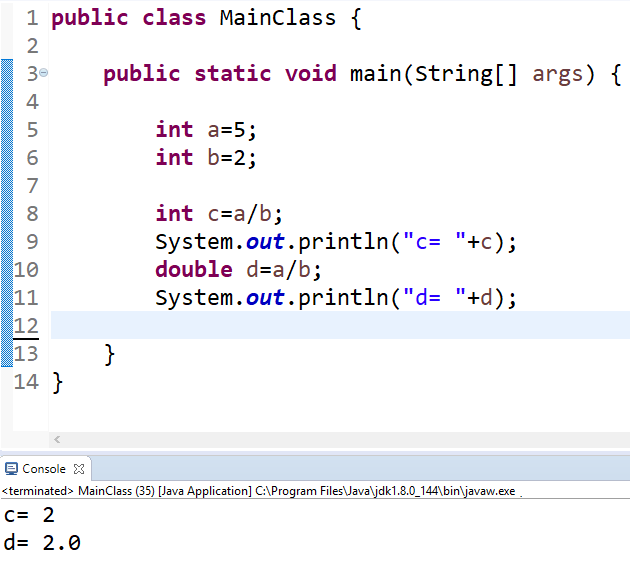 1 public class MainClass {
2
3 public static void main(String[] args) {
4
5 int a=5;
6 int b=2;
7
8 int c=a/b;
9 System.out.println("c= "+c);
10 double d=a/b;
11 System.out.println("d= "+d);
12
13 }
14 }
Console
<terminated> MainClass (35) [Java Application] C:\Program Files\Java\jdk1.8.0_144\bin\javaw.exe
c= 2
d= 2.0